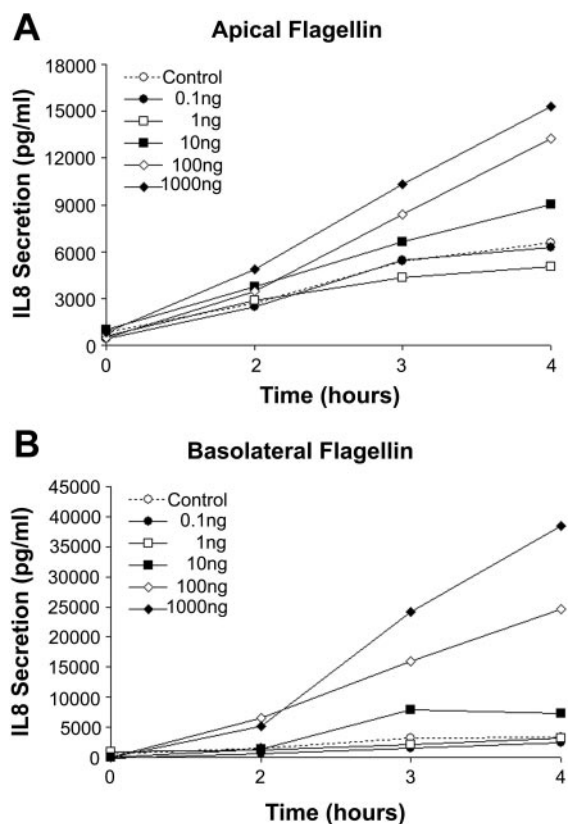 A
Apical Flagellin
18000
15000
12000
9000
6000
3000
0
IL8 Secretion (pg/ml)
Control
0.1ng
1ng
10ng
100ng
1000ng
0 2 3 4
Time (hours)
B
Basolateral Flagellin
45000
40000
35000
30000
25000
20000
15000
10000
5000
0
IL8 Secretion (pg/ml)
Control
0.1ng
1ng
10ng
100ng
1000ng
0 2 3 4
Time (hours)